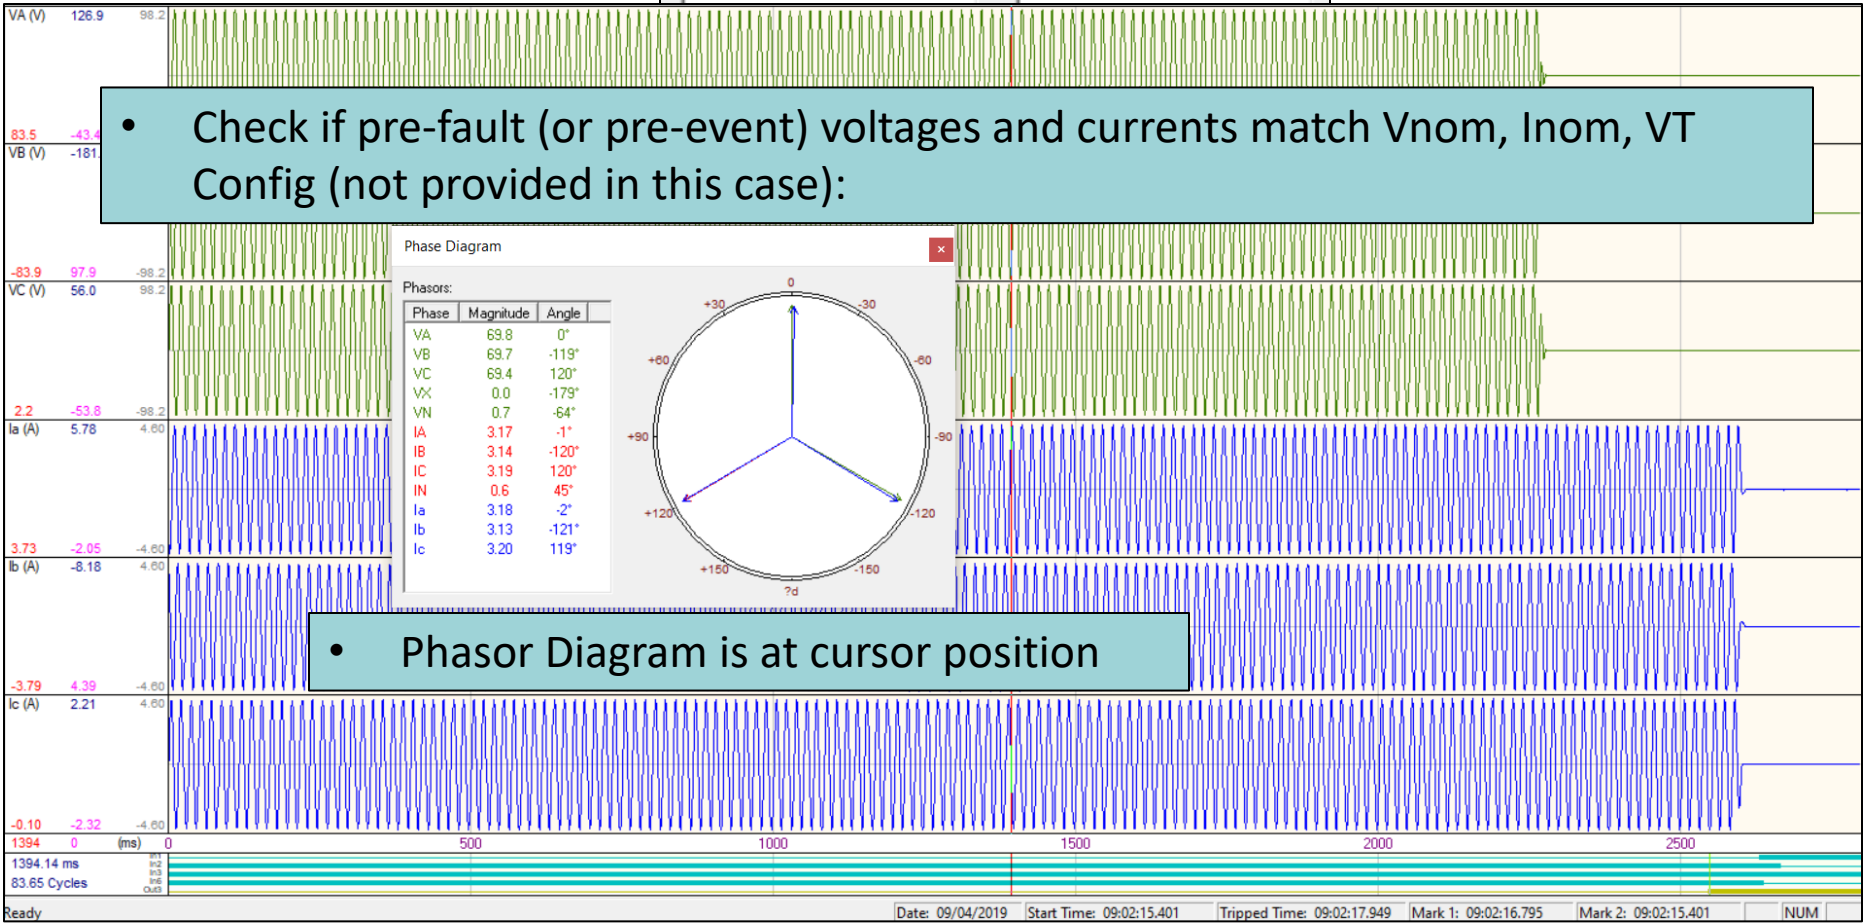 VA (V) 126.9 98.2
83.5 -43.4
VB (V) -181.
• Check if pre-fault (or pre-event) voltages and currents match Vnom, Inom, VT
Config (not provided in this case):
-83.9 97.9 -98.2
VC (V) 56.0 98.2
2.2 -53.8 -98.2
Phase Diagram
Phasors:
Phase Magnitude Angle
VA 69.8 0°
VB 69.7 -119°
VC 69.4 120°
VX 0.0 -179°
VN 0.7 -64°
IA 3.17 -1°
IB 3.14 -120°
IC 3.19 120°
IN 0.6 45°
Ia 3.18 -2°
Ib 3.13 -121°
Ic 3.20 119°
0
+30 -30
+60 -60
+90 -90
+120 -120
+150 -150
?d
Ia (A) 5.78 4.60
3.73 -2.05 -4.60
Ib (A) -8.18 4.60
• Phasor Diagram is at cursor position
-3.79 4.39 -4.60
Ic (A) 2.21 4.60
-0.10 -2.32 -4.60
1394 0 (ms) 0 500 1000 1500 2000 2500
1394.14 ms
83.65 Cycles
In1
In2
In3
In6
Out3
Ready Date: 09/04/2019 Start Time: 09:02:15.401 Tripped Time: 09:02:17.949 Mark 1: 09:02:16.795 Mark 2: 09:02:15.401 NUM